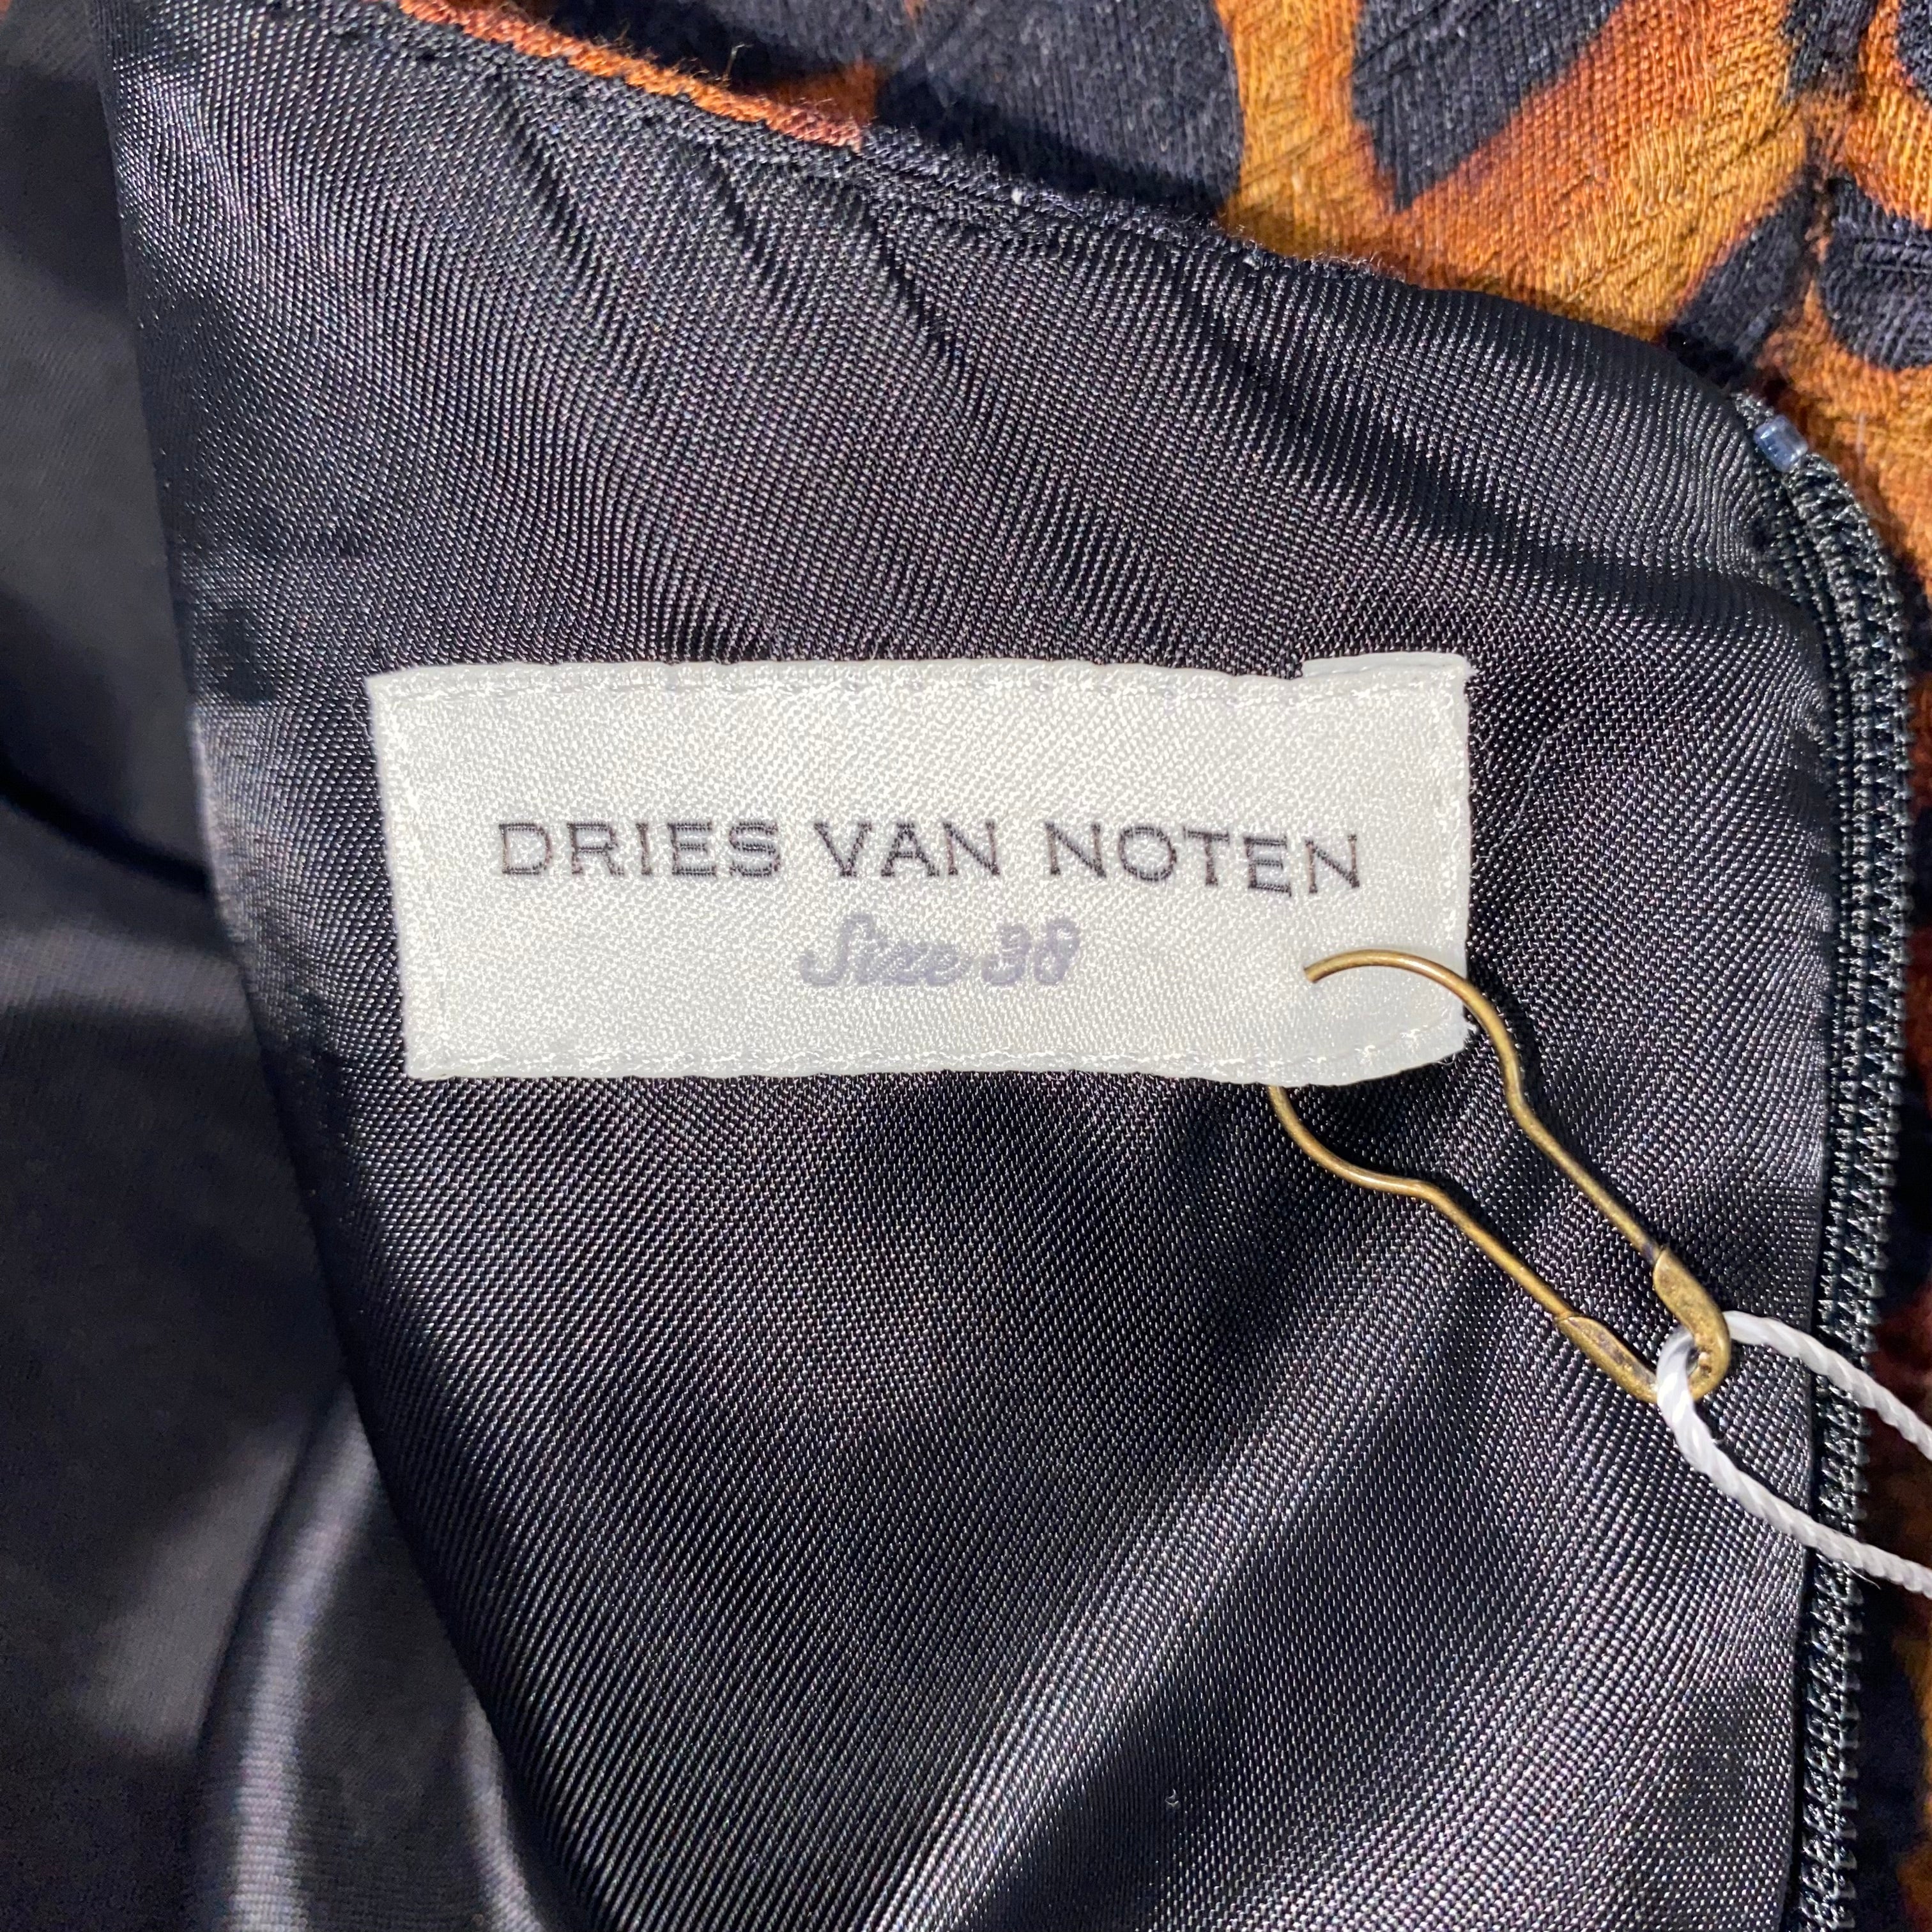 DRIES VAN NOTEN
Size 38